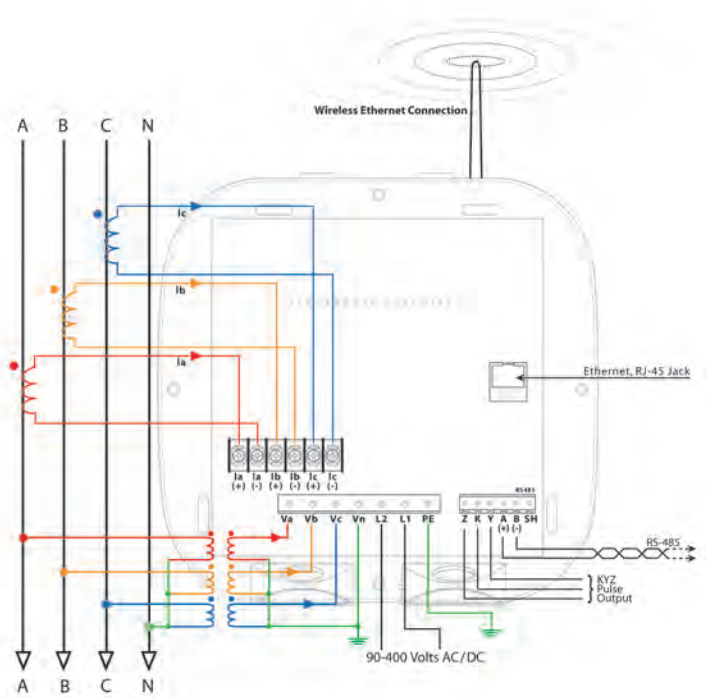 Wireless Ethernet Connection
A B C N
Ic
Ib
Ia
Ethernet, RJ-45 Jack
Ia Ia Ib Ib Ic Ic
(+) (-) (+) (-) (+) (-)
RS485
Va Vb Vc Vn L2 L1 PE
Z K Y A B SH
(+) (-)
RS-485
KYZ
Pulse
Output
90-400 Volts AC/DC
A B C N